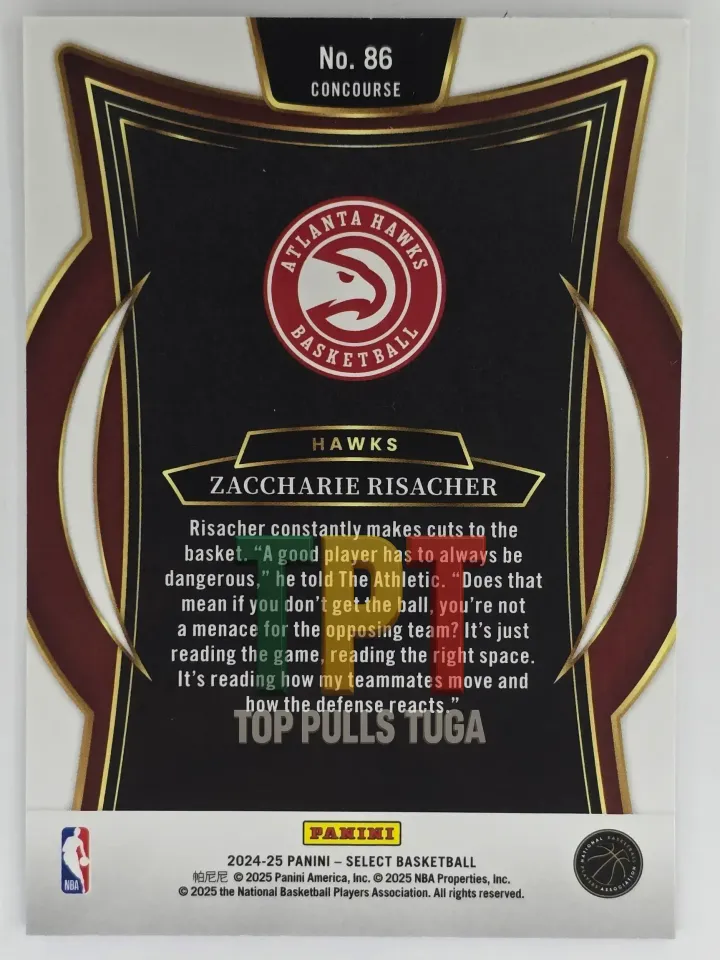 No. 86
CONCOURSE
ATLANTA HAWKS
BASKETBALL
HAWKS
ZACCHARIE RISACHER
Risacher constantly makes cuts to the
basket. “A good player has to always be
dangerous,” he told The Athletic. “Does that
mean if you don’t get the ball, you’re not
a menace for the opposing team? It’s just
reading the game, reading the right space.
It’s reading how my teammates move and
how the defense reacts.”
TPT
TOP PULLS TUGA
PANINI
2024-25 PANINI – SELECT BASKETBALL
帕尼尼 © 2025 Panini America, Inc. © 2025 NBA Properties, Inc.
© 2025 the National Basketball Players Association. All rights reserved.
NBA
NATIONAL BASKETBALL
PLAYERS ASSOCIATION